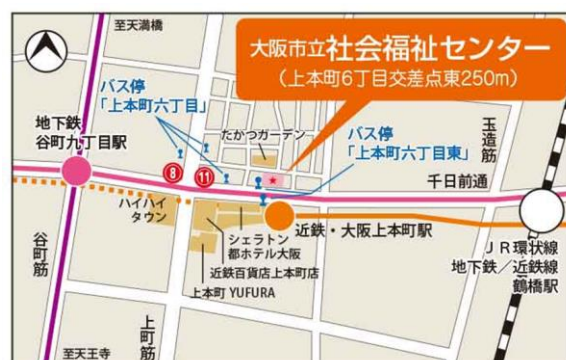 至天満橋
大阪市立社会福祉センター
(上本町6丁目交差点東250m)
バス停
「上本町六丁目」
地下鉄
谷町九丁目駅
たかつガーデン
バス停
「上本町六丁目東」
玉造筋
⑧
⑪
千日前通
ハイハイ
タウン
シェラトン
都ホテル大阪
近鉄・大阪上本町駅
近鉄百貨店上本町店
上本町 YUFURA
JR環状線
地下鉄/近鉄線
鶴橋駅
谷町筋
上町筋
至天王寺